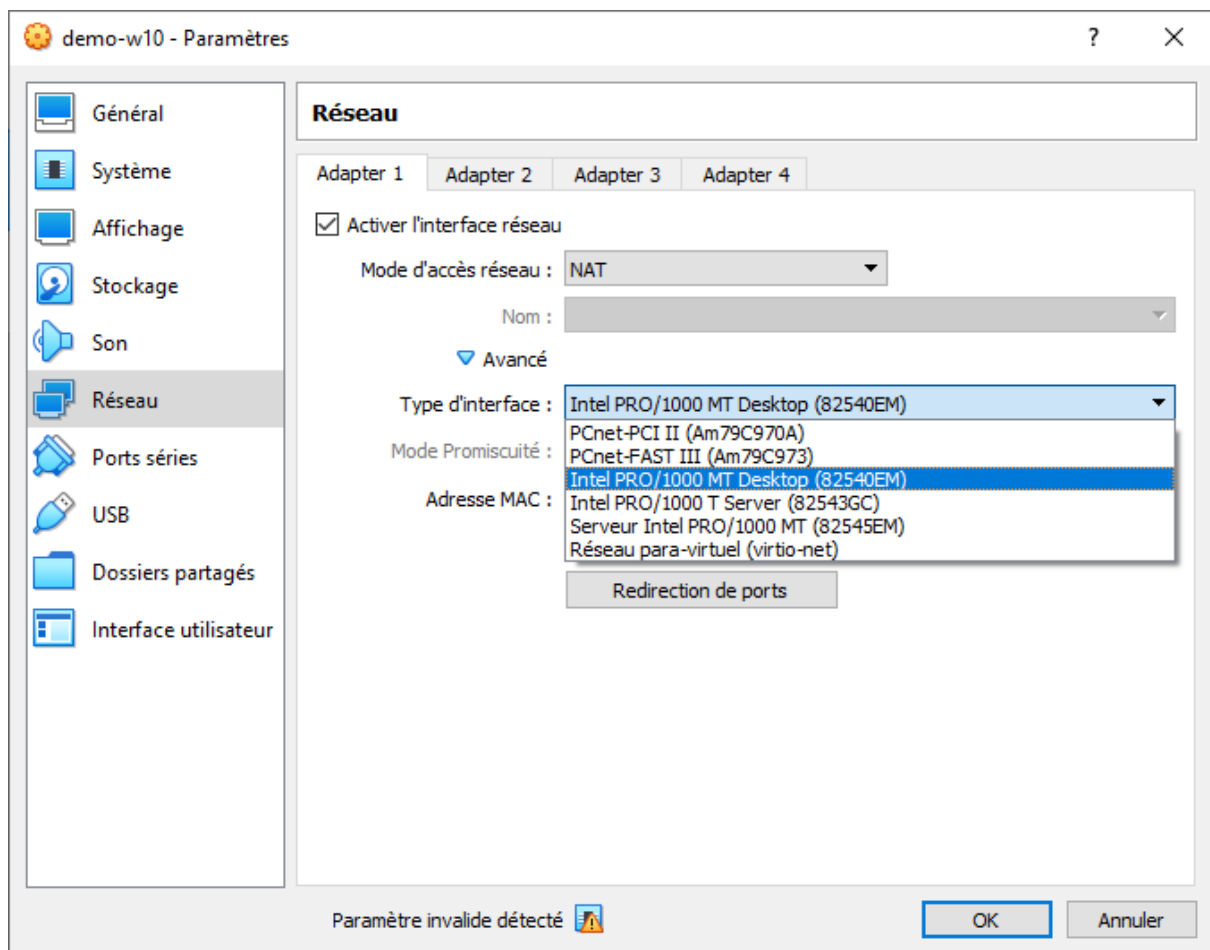 demo-w10 - Paramètres ?
Général
Système
Affichage
Stockage
Son
Réseau
Ports séries
USB
Dossiers partagés
Interface utilisateur
Réseau
Adapter 1 Adapter 2 Adapter 3 Adapter 4
Activer l'interface réseau
Mode d'accès réseau : NAT
Nom :
Avancé
Type d'interface : Intel PRO/1000 MT Desktop (82540EM)
PCnet-PCI II (Am79C970A)
Mode Promiscuité : PCnet-FAST III (Am79C973)
Intel PRO/1000 MT Desktop (82540EM)
Adresse MAC : Intel PRO/1000 T Server (82543GC)
Serveur Intel PRO/1000 MT (82545EM)
Réseau para-virtuel (virtio-net)
Redirection de ports
Paramètre invalide détecté OK Annuler